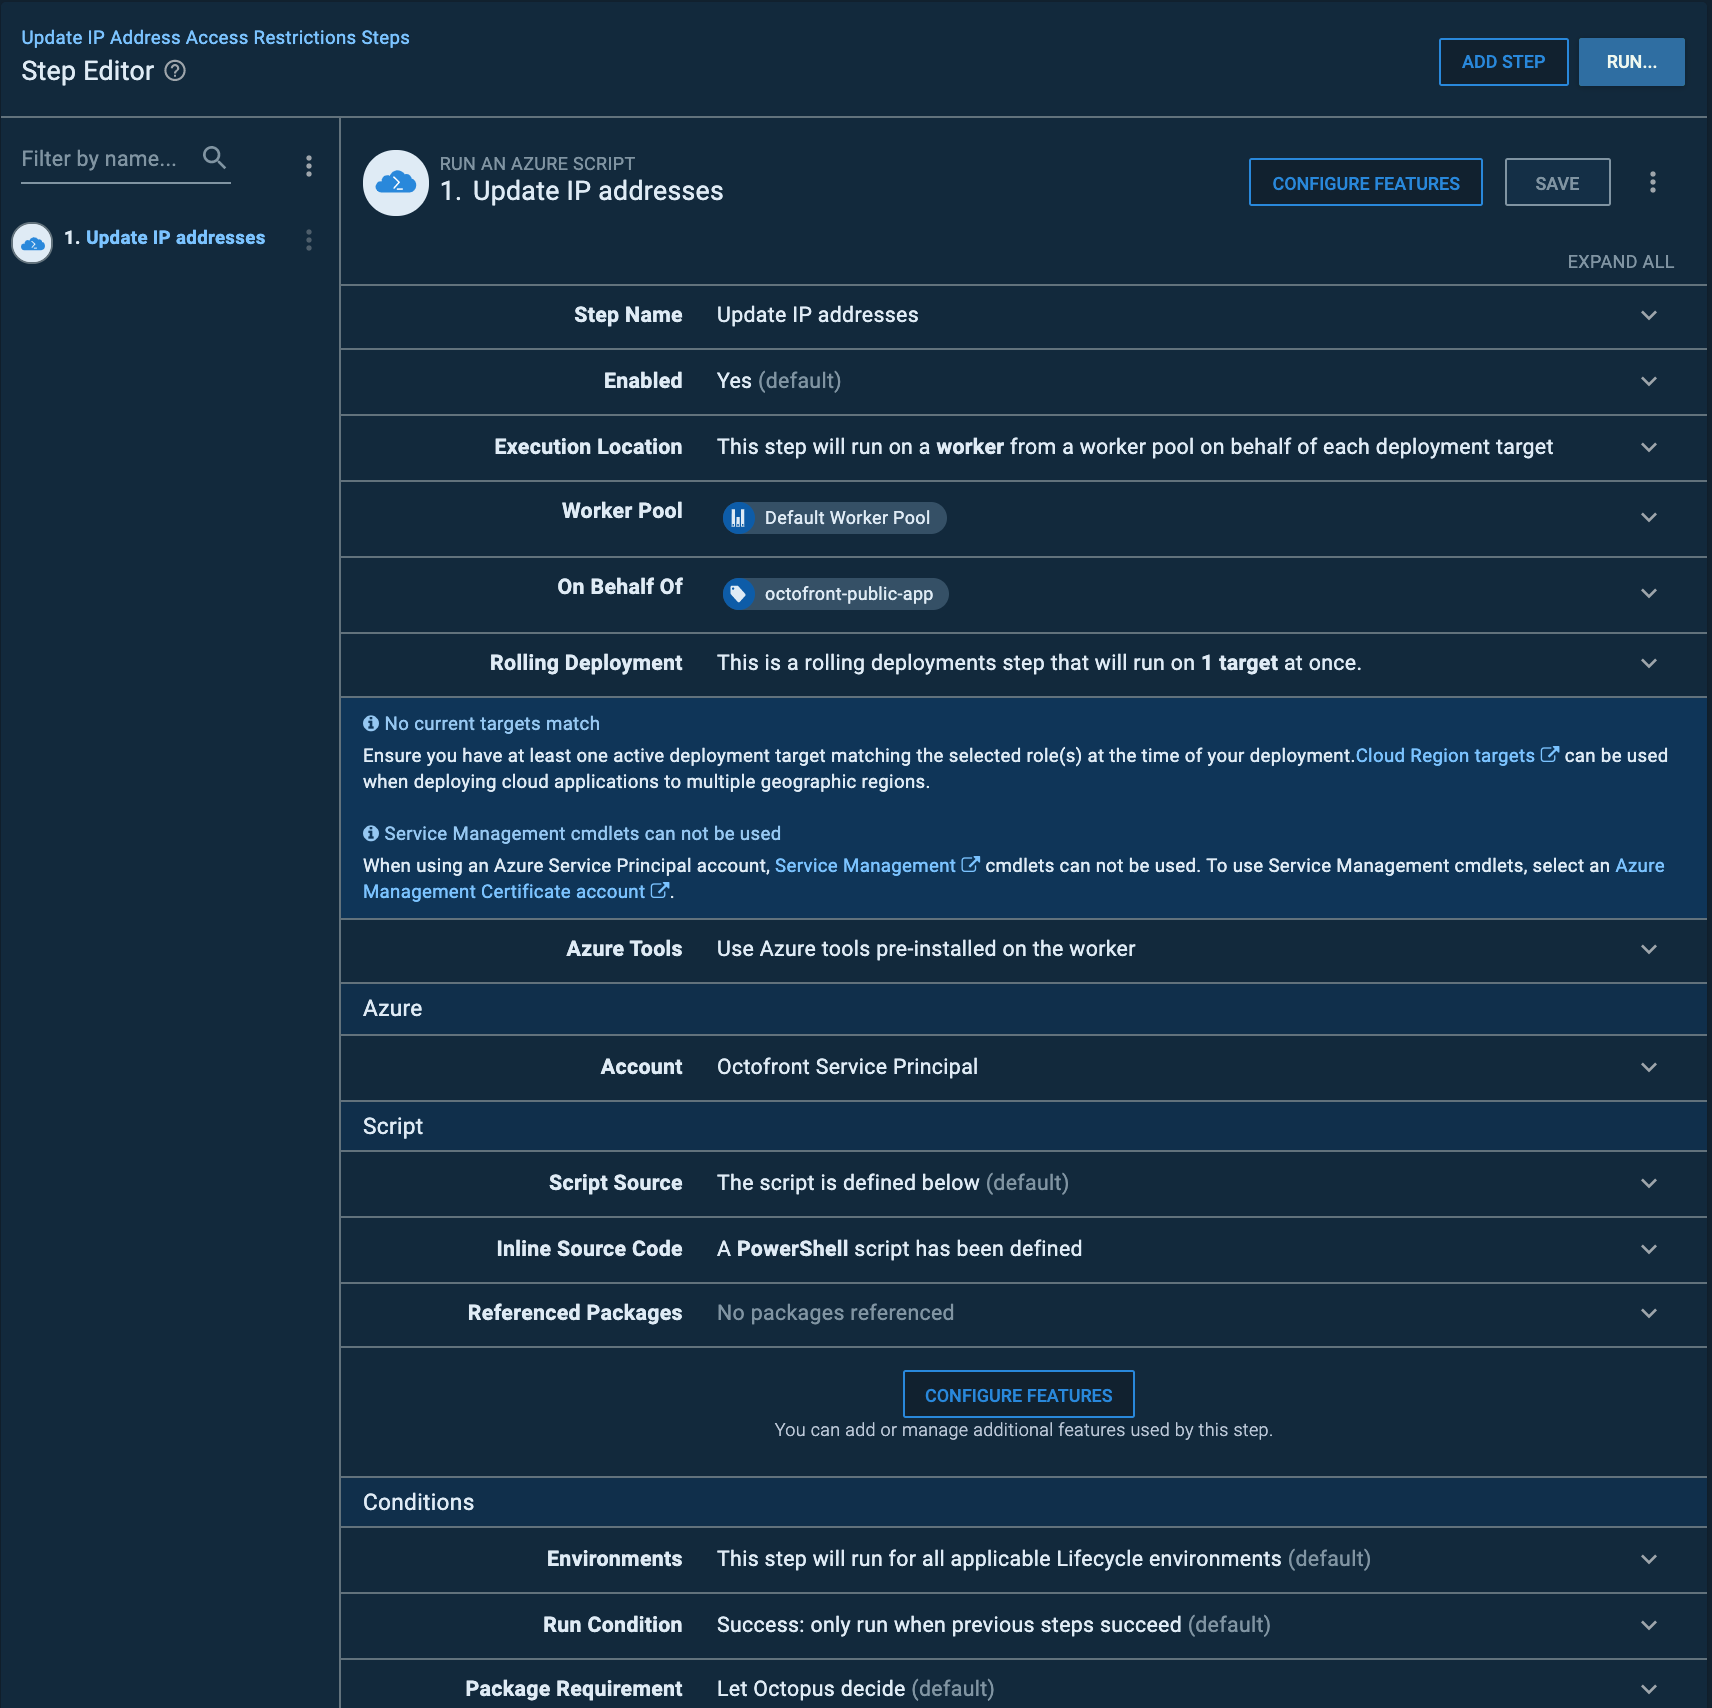 Update IP Address Access Restrictions Steps
Step Editor
ADD STEP
RUN...
Filter by name...
1. Update IP addresses
RUN AN AZURE SCRIPT
1. Update IP addresses
CONFIGURE FEATURES
SAVE
EXPAND ALL
Step Name Update IP addresses
Enabled Yes (default)
Execution Location This step will run on a worker from a worker pool on behalf of each deployment target
Worker Pool Default Worker Pool
On Behalf Of octofront-public-app
Rolling Deployment This is a rolling deployments step that will run on 1 target at once.
No current targets match
Ensure you have at least one active deployment target matching the selected role(s) at the time of your deployment.Cloud Region targets can be used
when deploying cloud applications to multiple geographic regions.
Service Management cmdlets can not be used
When using an Azure Service Principal account, Service Management cmdlets can not be used. To use Service Management cmdlets, select an Azure
Management Certificate account.
Azure Tools Use Azure tools pre-installed on the worker
Azure
Account Octofront Service Principal
Script
Script Source The script is defined below (default)
Inline Source Code A PowerShell script has been defined
Referenced Packages No packages referenced
CONFIGURE FEATURES
You can add or manage additional features used by this step.
Conditions
Environments This step will run for all applicable Lifecycle environments (default)
Run Condition Success: only run when previous steps succeed (default)
Package Requirement Let Octopus decide (default)